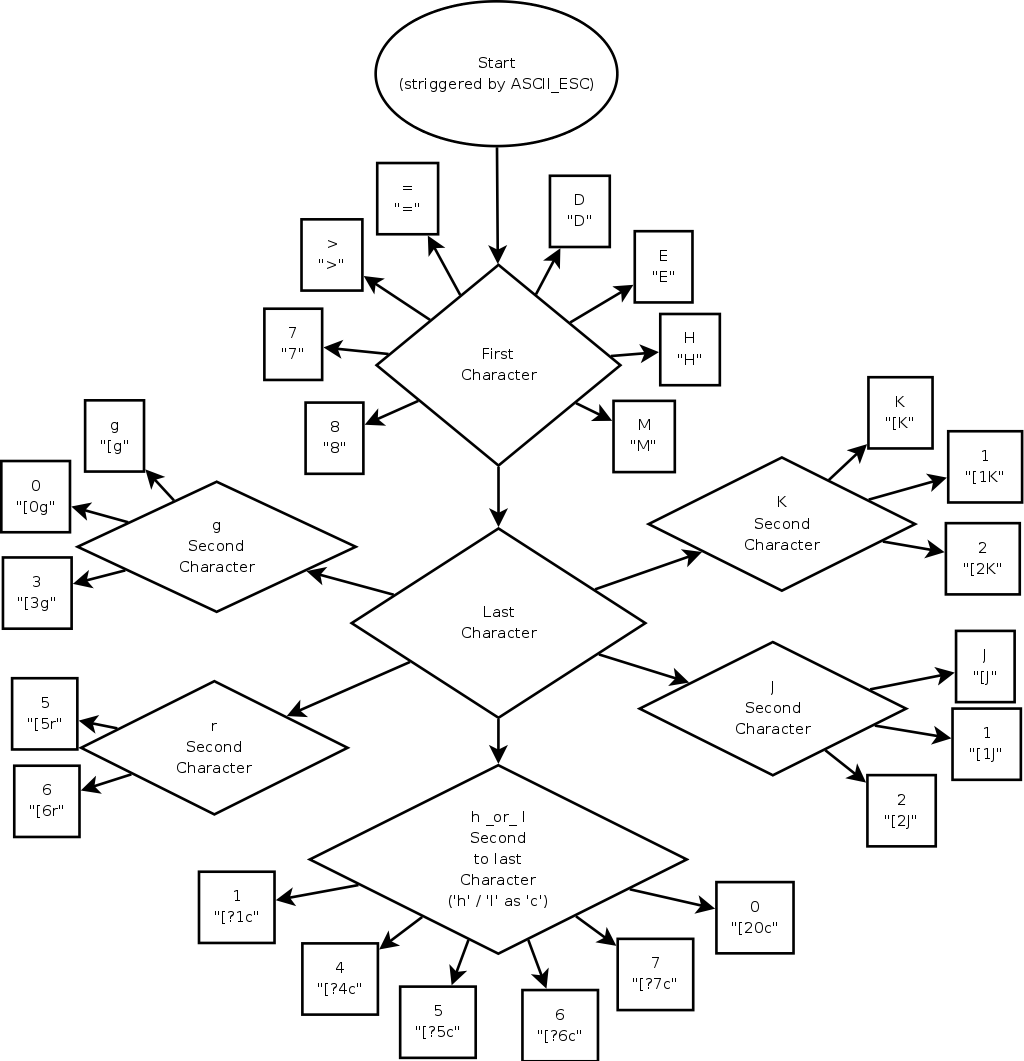 Start
(striggered by ASCII_ESC)
=
"="
D
"D"
>
">"
E
"E"
7
"7"
H
"H"
First
Character
8
"8"
M
"M"
g
"[g"
K
"[K"
0
"[0g"
1
"[1K"
g
Second
Character
K
Second
Character
3
"[3g"
2
"[2K"
Last
Character
J
"[J"
5
"[5r"
r
Second
Character
J
Second
Character
1
"[1J"
6
"[6r"
2
"[2J"
h _or_ l
Second
to last
Character
('h' / 'l' as 'c')
1
"[?1c"
0
"[20c"
4
"[?4c"
7
"[?7c"
5
"[?5c"
6
"[?6c"